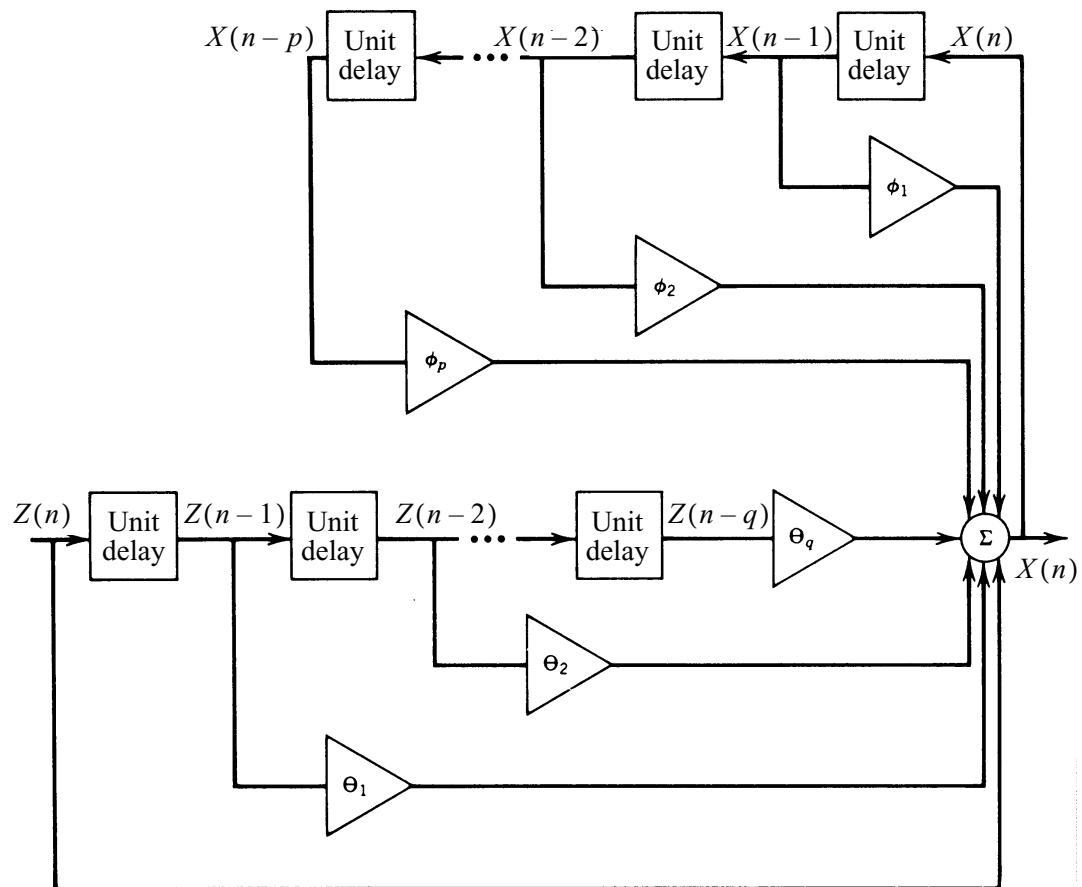 X(n−p)
Unit
delay
X(n−2)
Unit
delay
X(n−1)
Unit
delay
X(n)
ϕ₁
ϕ₂
ϕₚ
Z(n)
Unit
delay
Z(n−1)
Unit
delay
Z(n−2)
Unit
delay
Z(n−q)
Θ_q
Σ
X(n)
Θ₂
Θ₁